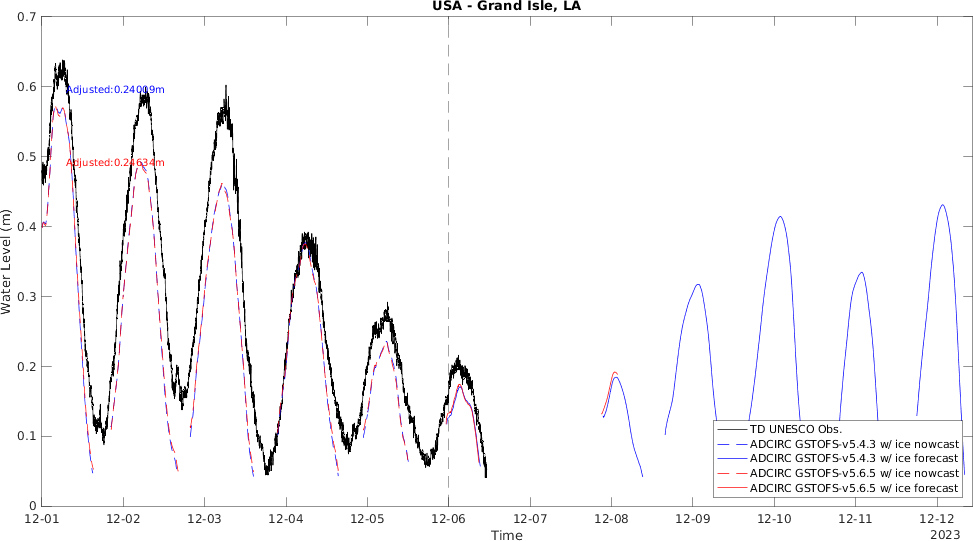 USA - Grand Isle, LA
0.7
0.6
0.5
0.4
0.3
0.2
0.1
0
Water Level (m)
Adjusted:0.24009m
Adjusted:0.24634m
TD UNESCO Obs.
ADCIRC GSTOFS-v5.4.3 w/ ice nowcast
ADCIRC GSTOFS-v5.4.3 w/ ice forecast
ADCIRC GSTOFS-v5.6.5 w/ ice nowcast
ADCIRC GSTOFS-v5.6.5 w/ ice forecast
12-01 12-02 12-03 12-04 12-05 12-06 12-07 12-08 12-09 12-10 12-11 12-12
Time
2023